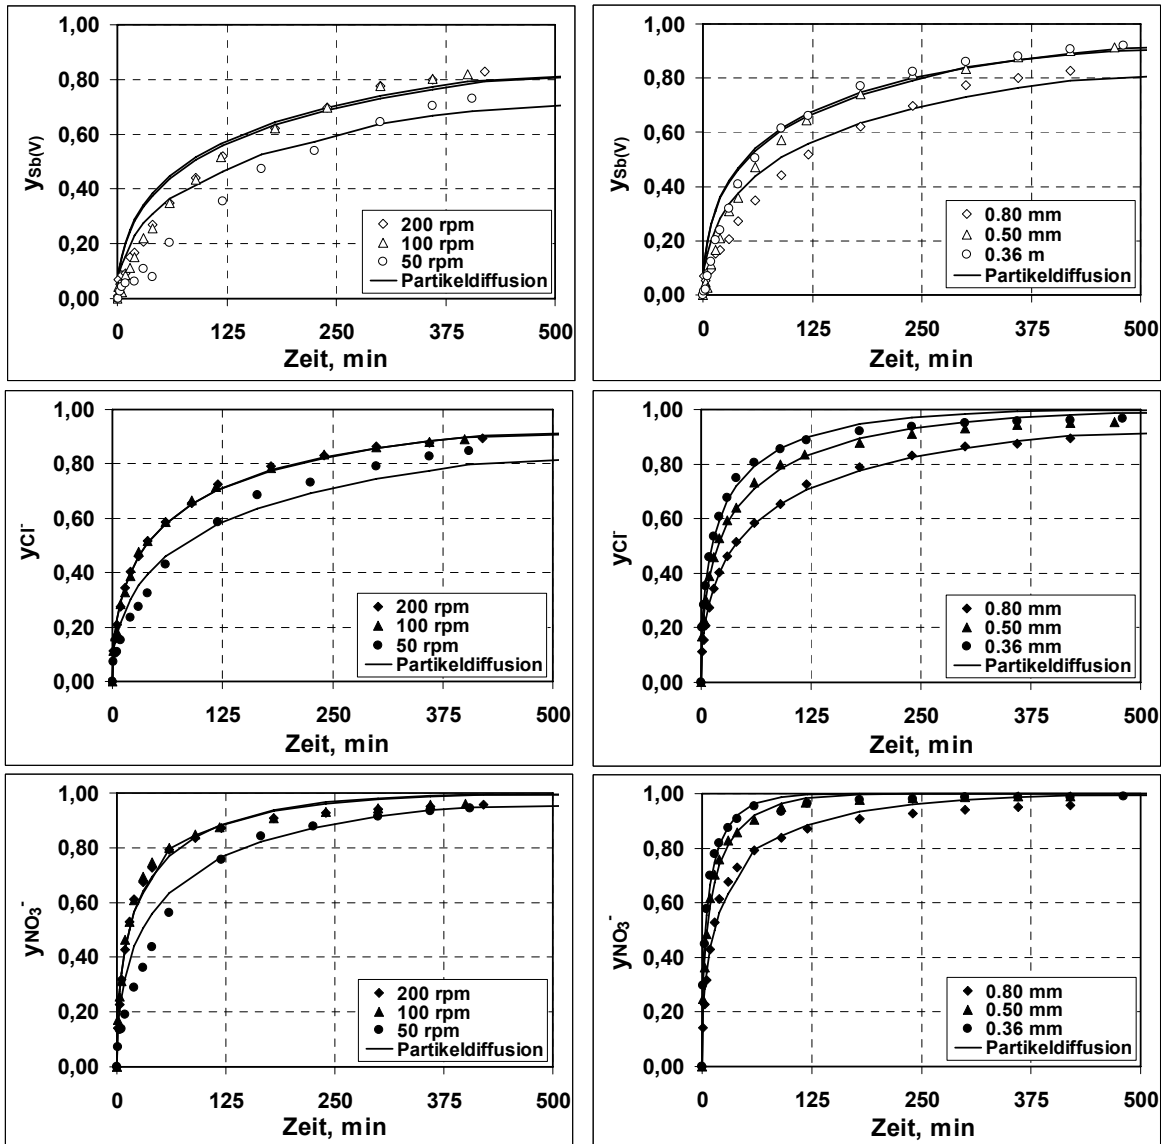 1,00
0,80
0,60
0,40
0,20
0,00
ySb(V)
200 rpm
100 rpm
50 rpm
Partikeldiffusion
0 125 250 375 500
Zeit, min
1,00
0,80
0,60
0,40
0,20
0,00
ySb(V)
0.80 mm
0.50 mm
0.36 m
Partikeldiffusion
0 125 250 375 500
Zeit, min
1,00
0,80
0,60
0,40
0,20
0,00
yCl⁻
200 rpm
100 rpm
50 rpm
Partikeldiffusion
0 125 250 375 500
Zeit, min
1,00
0,80
0,60
0,40
0,20
0,00
yCl⁻
0.80 mm
0.50 mm
0.36 mm
Partikeldiffusion
0 125 250 375 500
Zeit, min
1,00
0,80
0,60
0,40
0,20
0,00
yNO₃⁻
200 rpm
100 rpm
50 rpm
Partikeldiffusion
0 125 250 375 500
Zeit, min
1,00
0,80
0,60
0,40
0,20
0,00
yNO₃⁻
0.80 mm
0.50 mm
0.36 mm
Partikeldiffusion
0 125 250 375 500
Zeit, min